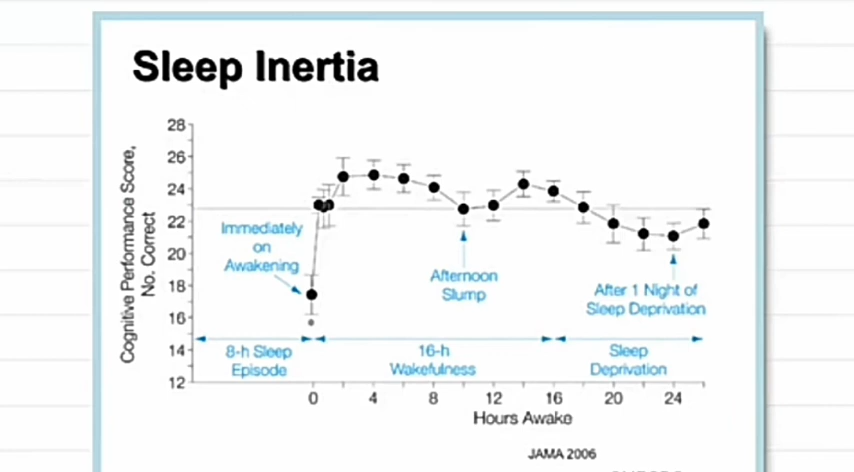 Sleep Inertia
Cognitive Performance Score,
No. Correct
28
26
24
22
20
18
16
14
12
Immediately
on
Awakening
Afternoon
Slump
After 1 Night of
Sleep Deprivation
8-h Sleep
Episode
16-h
Wakefulness
Sleep
Deprivation
0 4 8 12 16 20 24
Hours Awake
JAMA 2006